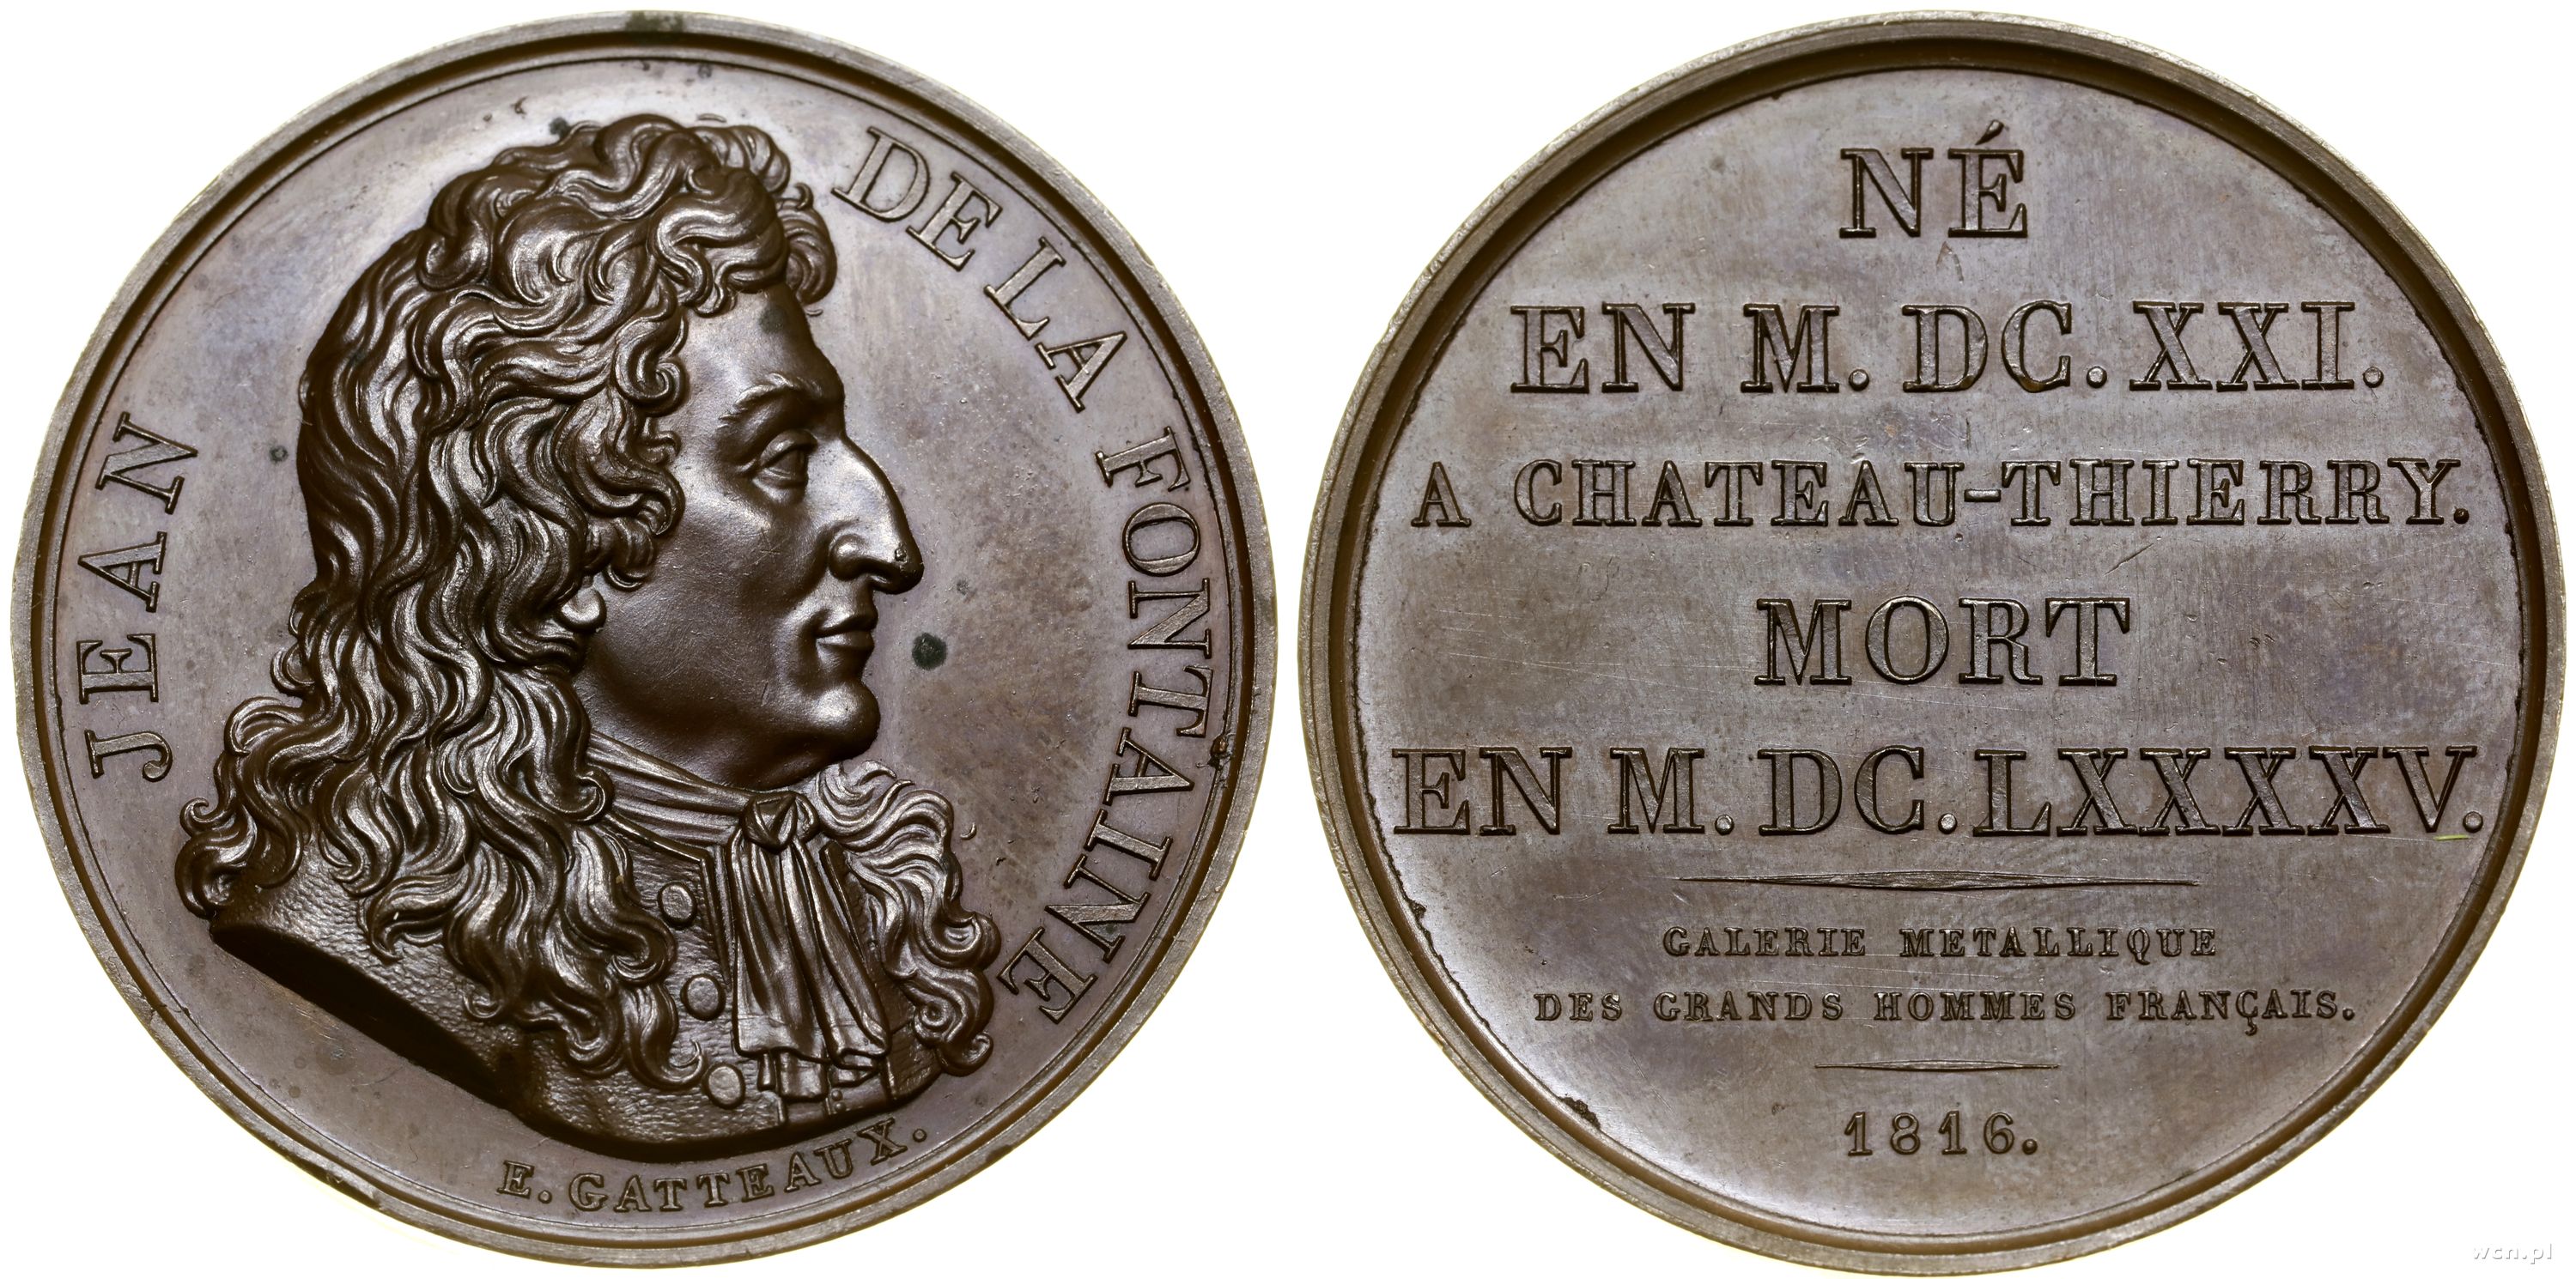 JEAN DE LA FONTAINE
E. GATTEAUX.
NÉ
EN M. DC. XXI.
A CHATEAU-THIERRY.
MORT
EN M. DC. LXXXXV.
GALERIE METALLIQUE
DES GRANDS HOMMES FRANÇAIS.
1816.
wcn.pl